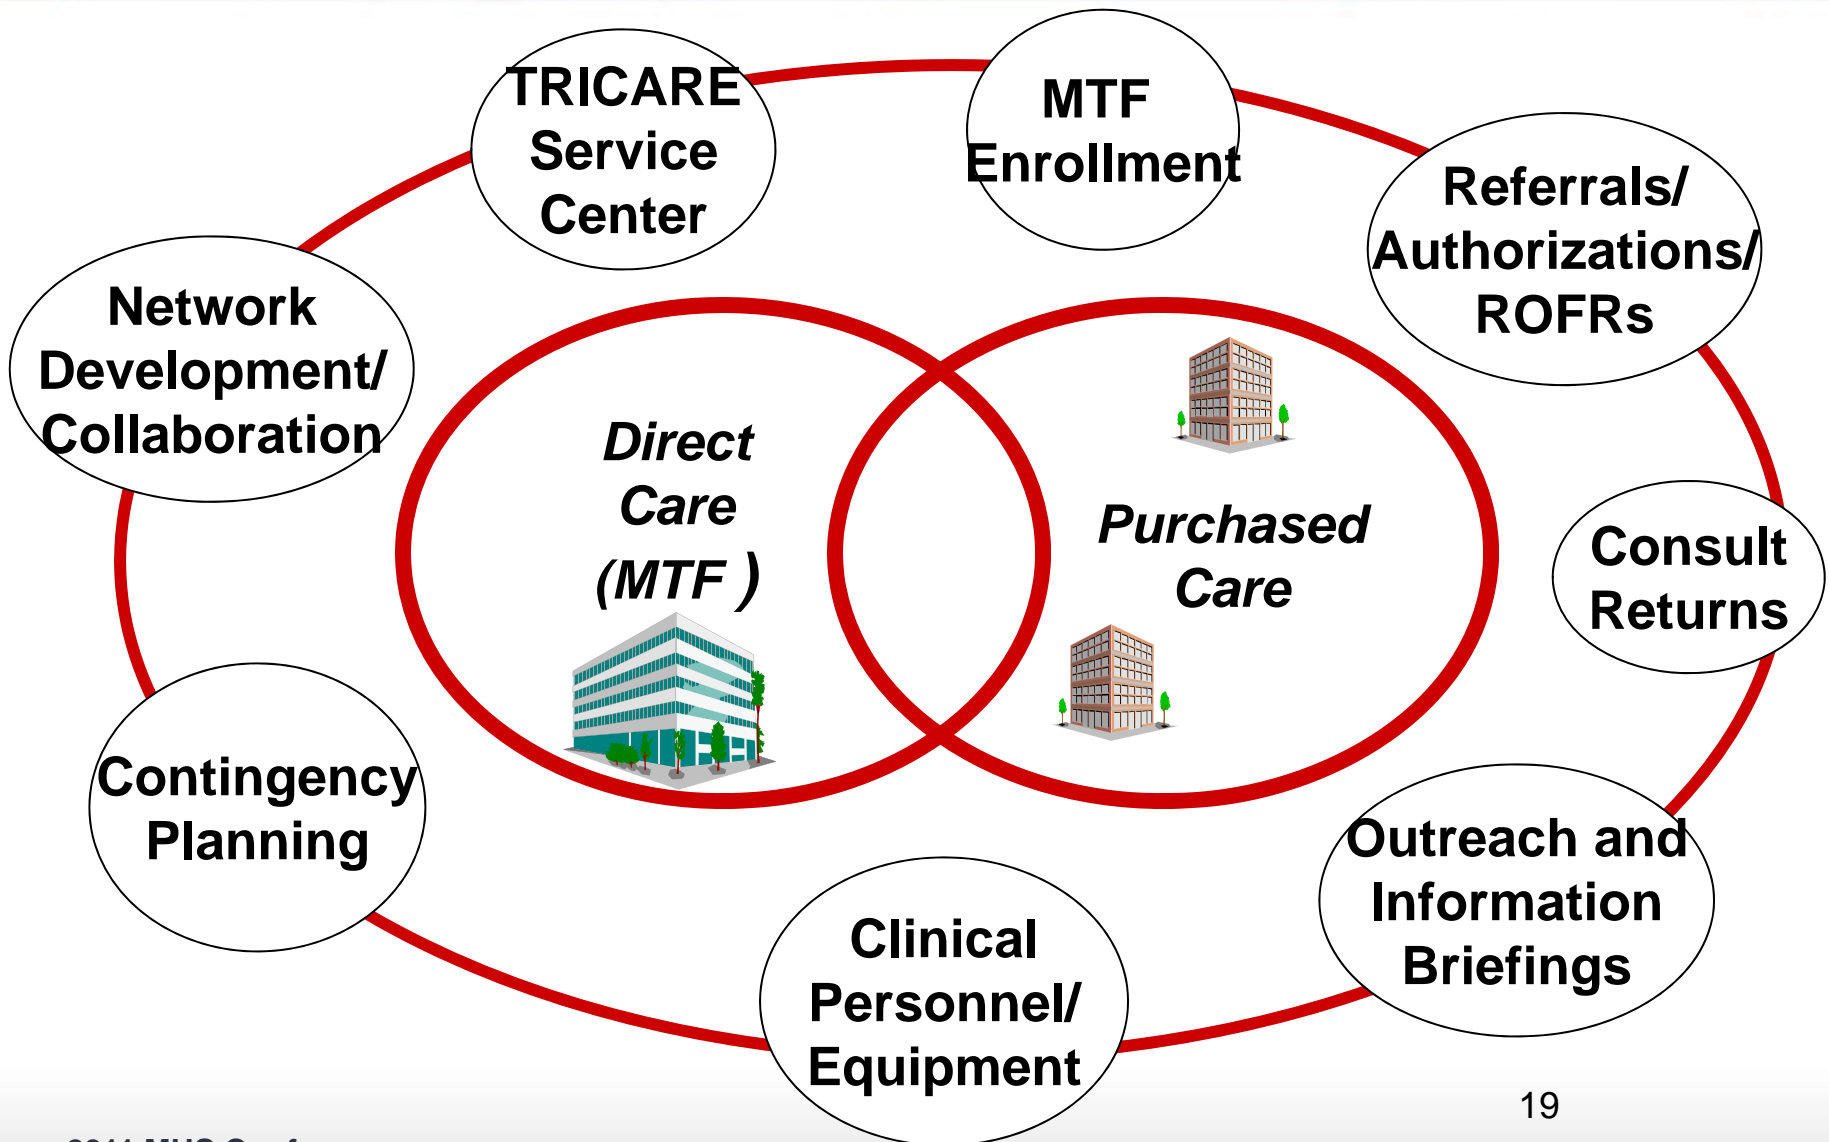 TRICARE
Service
Center
MTF
Enrollment
Referrals/
Authorizations/
ROFRs
Network
Development/
Collaboration
Direct
Care
(MTF )
Purchased
Care
Consult
Returns
Contingency
Planning
Outreach and
Information
Briefings
Clinical
Personnel/
Equipment
19